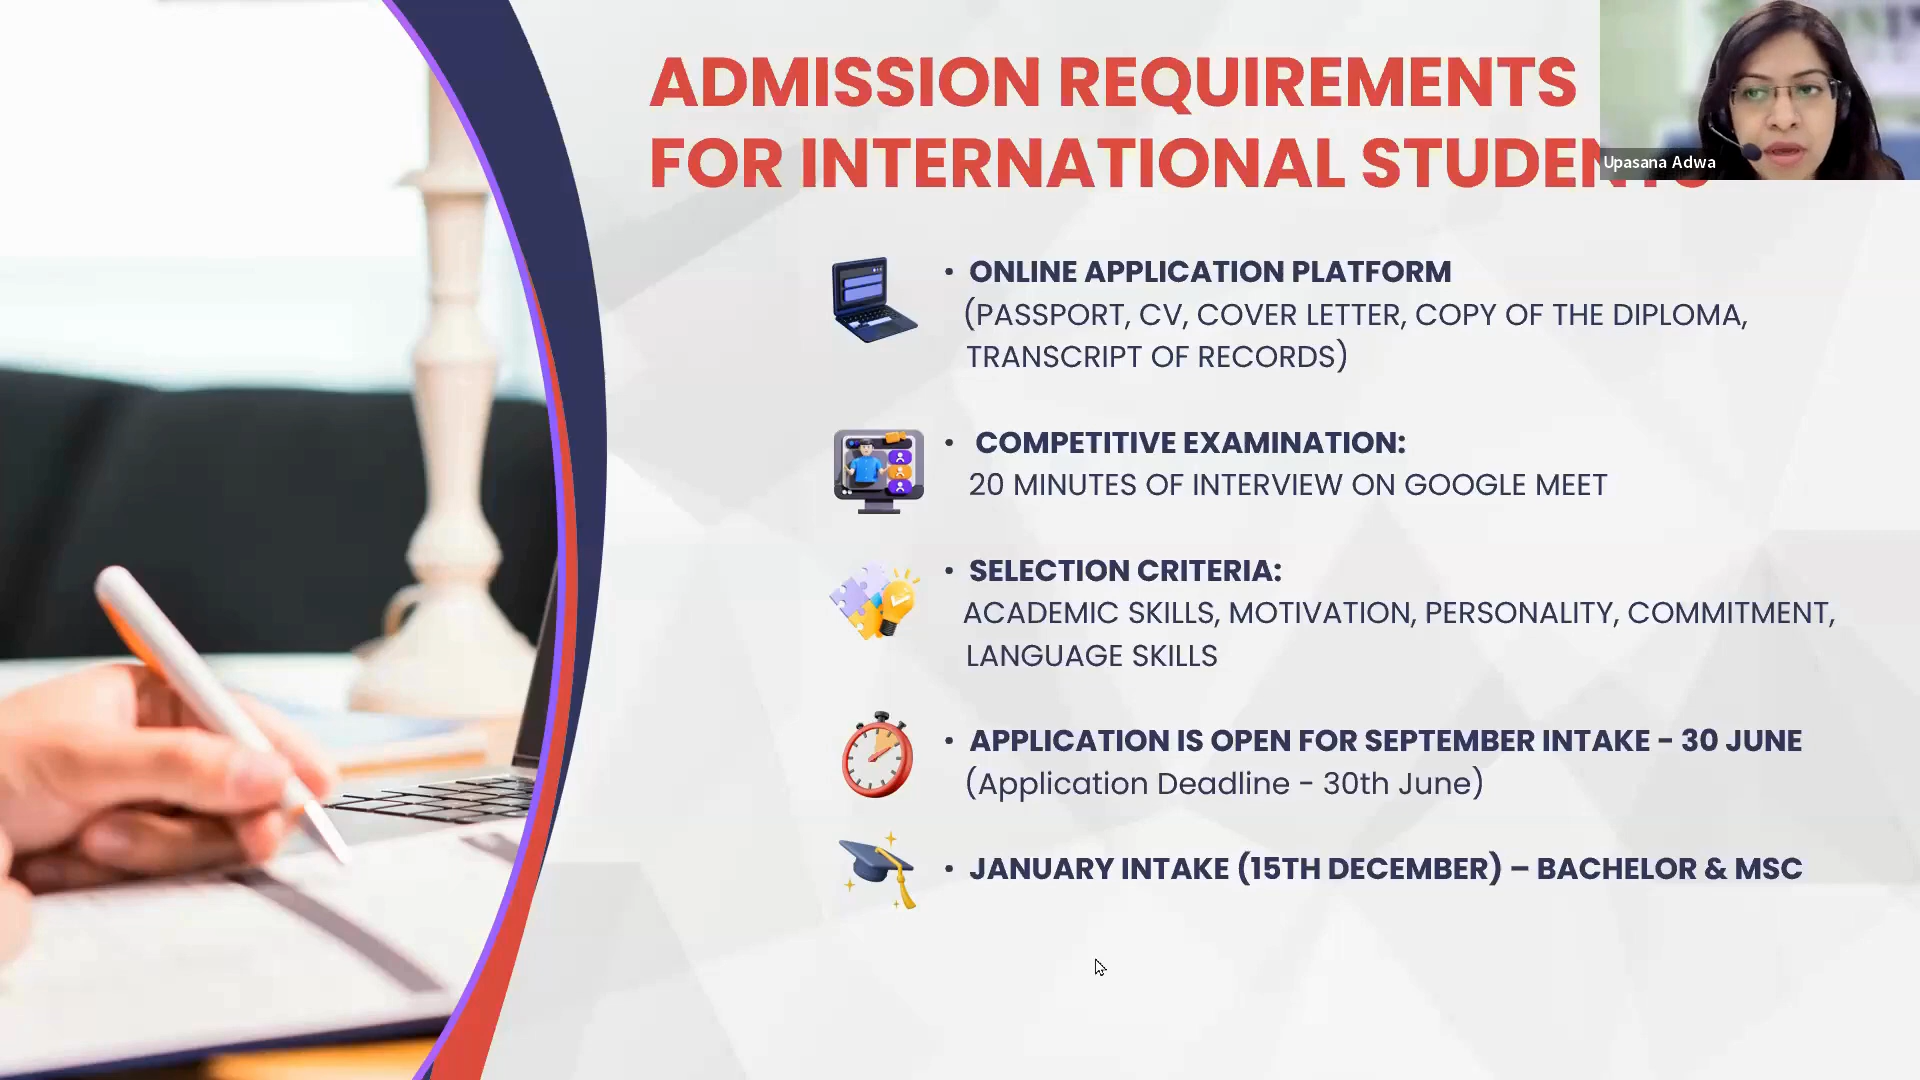 ADMISSION REQUIREMENTS
FOR INTERNATIONAL STUDENTS
Upasana Adwa
• ONLINE APPLICATION PLATFORM
(PASSPORT, CV, COVER LETTER, COPY OF THE DIPLOMA,
TRANSCRIPT OF RECORDS)
• COMPETITIVE EXAMINATION:
20 MINUTES OF INTERVIEW ON GOOGLE MEET
• SELECTION CRITERIA:
ACADEMIC SKILLS, MOTIVATION, PERSONALITY, COMMITMENT,
LANGUAGE SKILLS
• APPLICATION IS OPEN FOR SEPTEMBER INTAKE - 30 JUNE
(Application Deadline - 30th June)
• JANUARY INTAKE (15TH DECEMBER) – BACHELOR & MSC